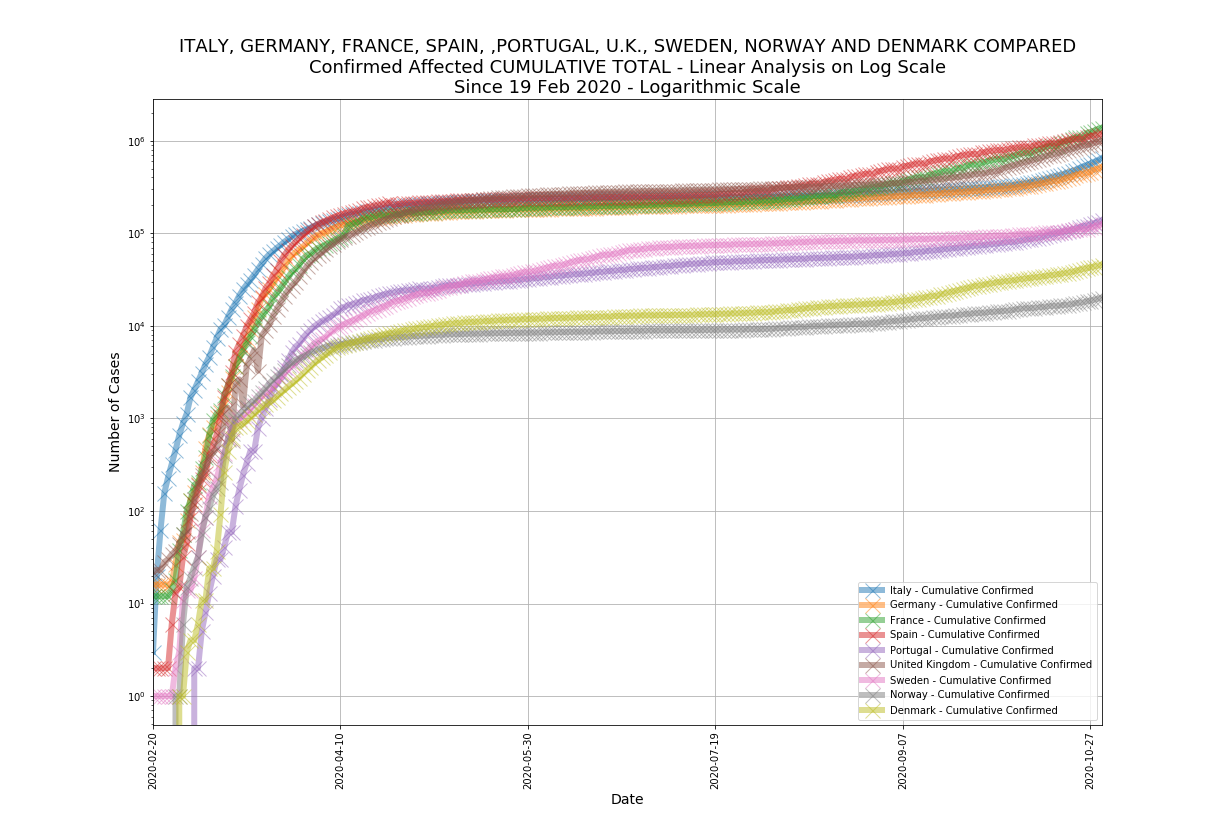 ITALY, GERMANY, FRANCE, SPAIN, ,PORTUGAL, U.K., SWEDEN, NORWAY AND DENMARK COMPARED
Confirmed Affected CUMULATIVE TOTAL - Linear Analysis on Log Scale
Since 19 Feb 2020 - Logarithmic Scale
Number of Cases
10⁶
10⁵
10⁴
10³
10²
10¹
10⁰
Italy - Cumulative Confirmed
Germany - Cumulative Confirmed
France - Cumulative Confirmed
Spain - Cumulative Confirmed
Portugal - Cumulative Confirmed
United Kingdom - Cumulative Confirmed
Sweden - Cumulative Confirmed
Norway - Cumulative Confirmed
Denmark - Cumulative Confirmed
2020-02-20
2020-04-10
2020-05-30
2020-07-19
2020-09-07
2020-10-27
Date